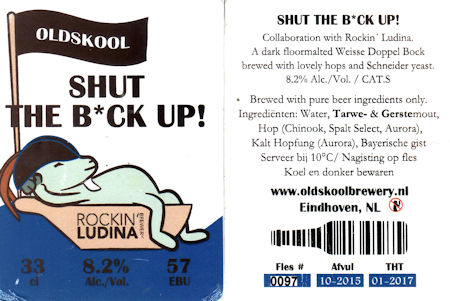 OLDSKOOL
SHUT
THE B*CK UP!
ROCKIN'
LUDINA
BREWER
33 8.2% 57
cl Alc./Vol. EBU
SHUT THE B*CK UP!
Collaboration with Rockin` Ludina.
A dark floormalted Weisse Doppel Bock
brewed with lovely hops and Schneider yeast.
8.2% Alc./Vol. / CAT.S
Brewed with pure beer ingredients only.
Ingrediënten: Water, Tarwe- & Gerstemout,
Hop (Chinook, Spalt Select, Aurora),
Kalt Hopfung (Aurora), Bayerische gist
Serveer bij 10°C/ Nagisting op fles
Koel en donker bewaren
www.oldskoolbrewery.nl
Eindhoven, NL
Fles # Afvul THT
0097 10-2015 01-2017